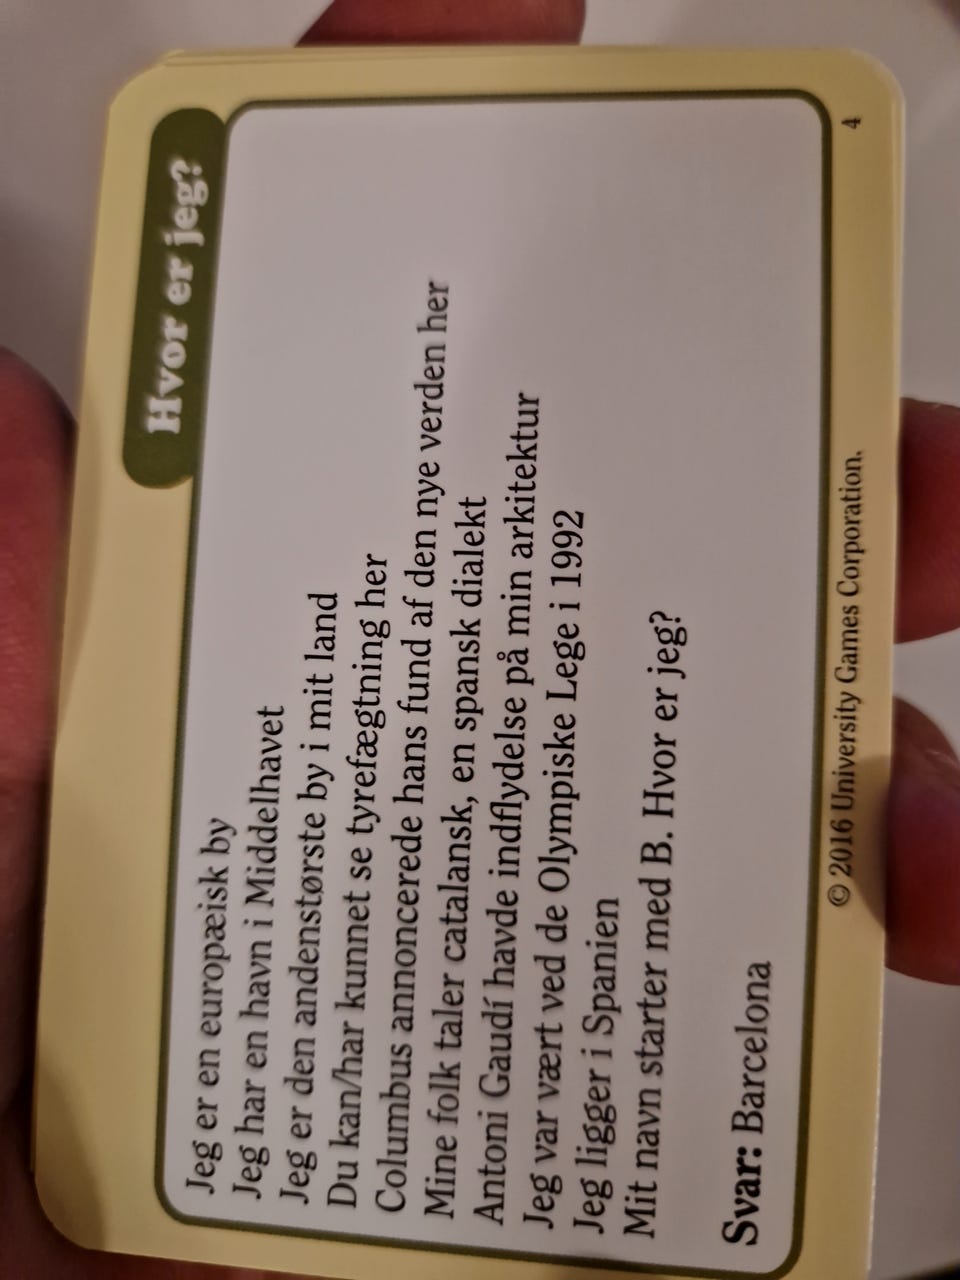 Hvor er jeg?
Jeg er en europæisk by
Jeg har en havn i Middelhavet
Jeg er den andenstørste by i mit land
Du kan/har kunnet se tyrefægtning her
Columbus annoncerede hans fund af den nye verden her
Mine folk taler catalansk, en spansk dialekt
Antoni Gaudí havde indflydelse på min arkitektur
Jeg var vært ved de Olympiske Lege i 1992
Jeg ligger i Spanien
Mit navn starter med B. Hvor er jeg?
Svar: Barcelona
© 2016 University Games Corporation.
4